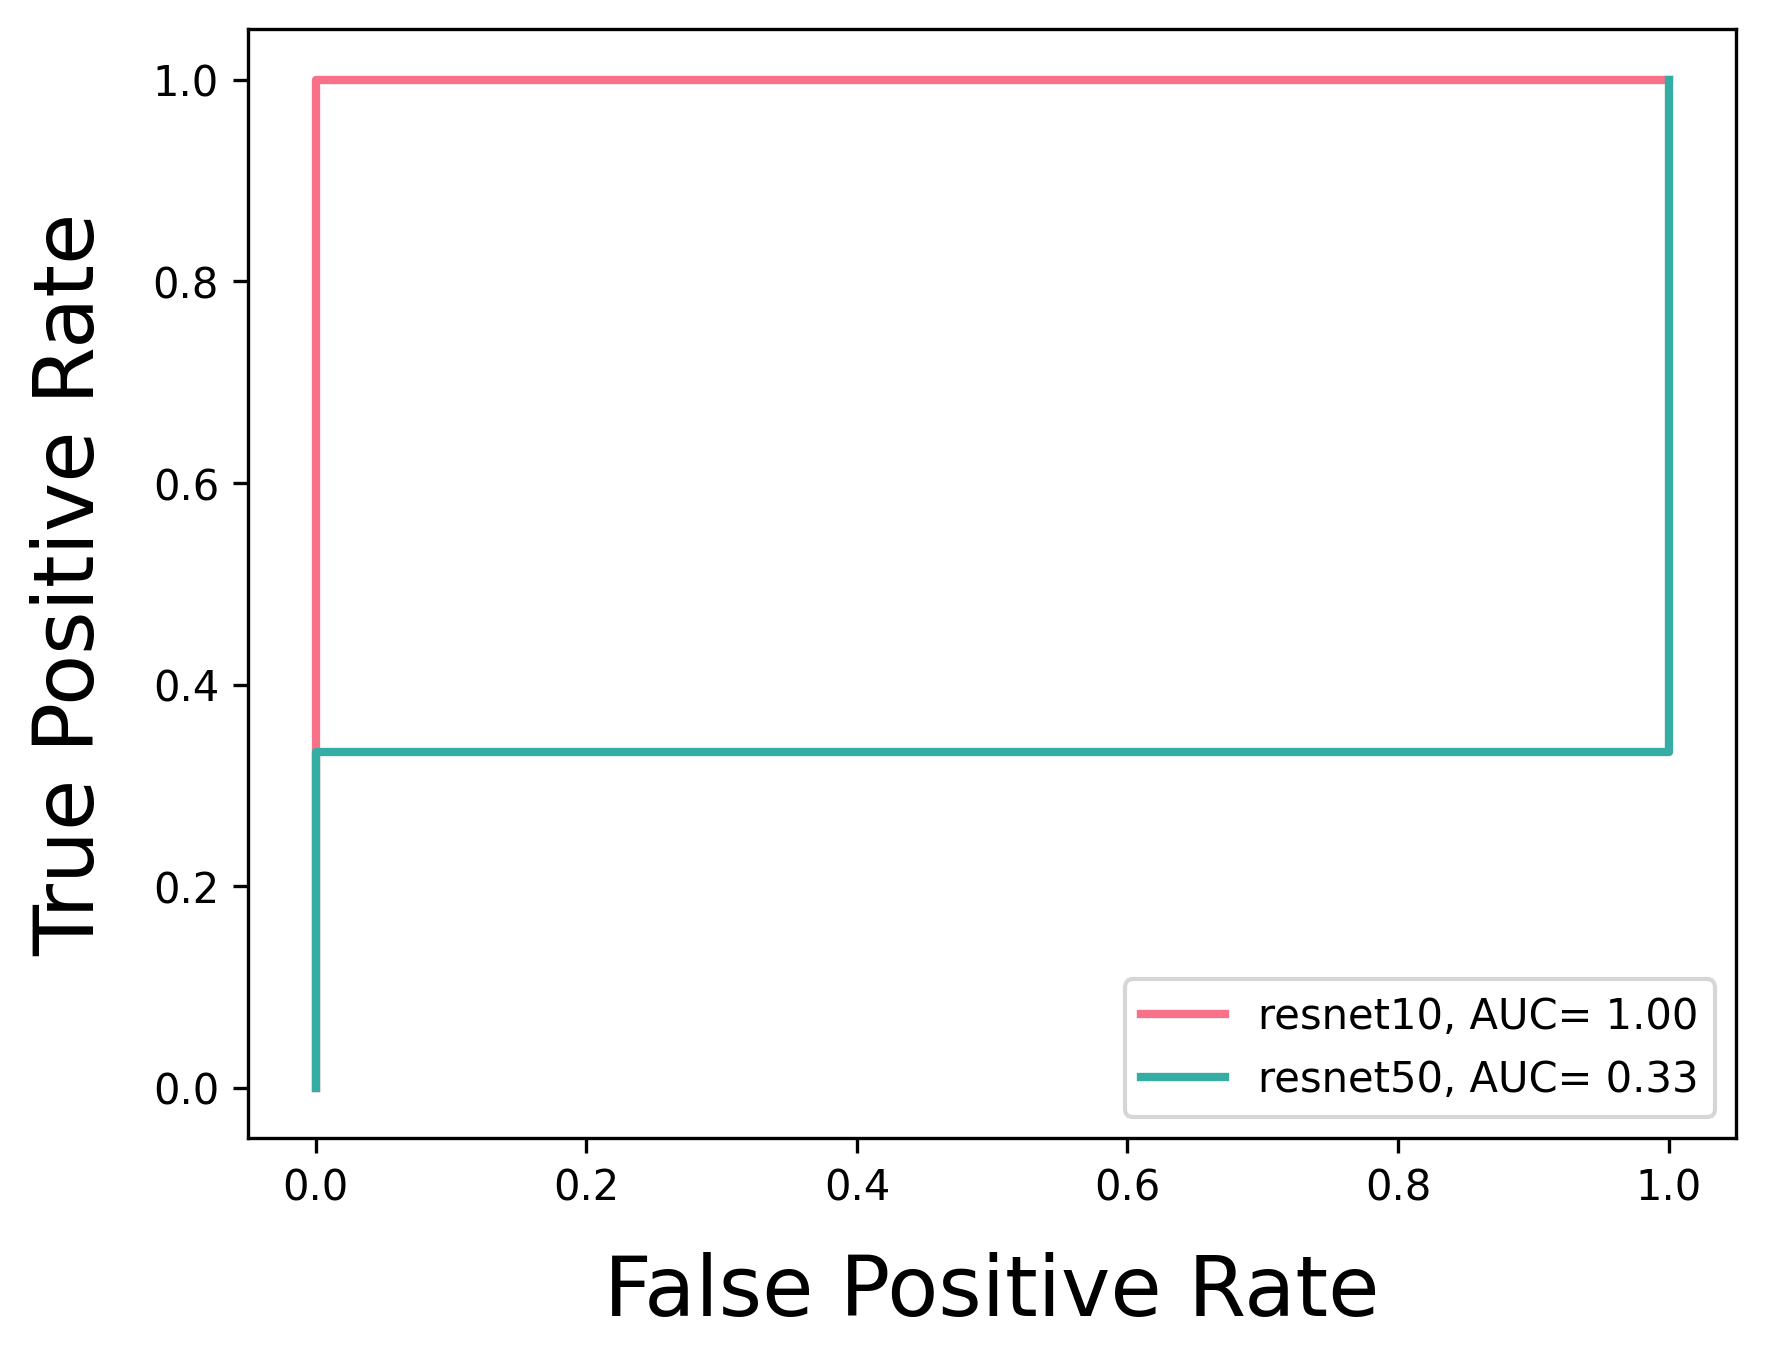 True Positive Rate
1.0
0.8
0.6
0.4
0.2
0.0
resnet10, AUC= 1.00
resnet50, AUC= 0.33
0.0 0.2 0.4 0.6 0.8 1.0
False Positive Rate